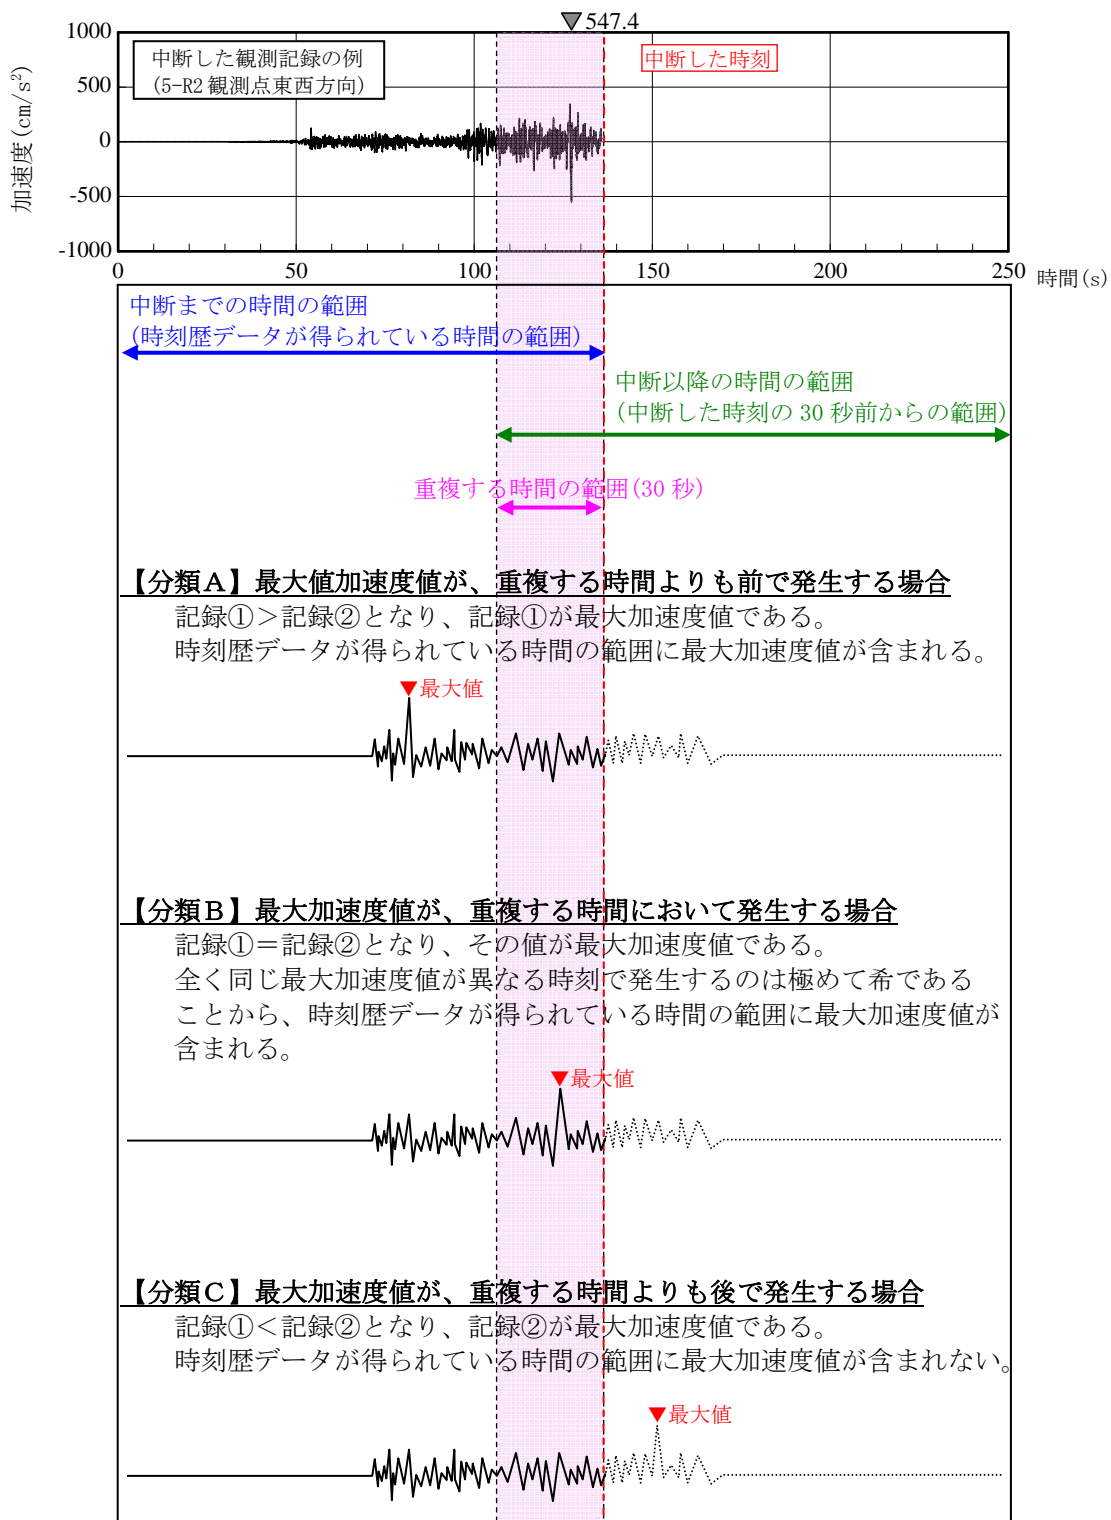 547.4
1000
中断した観測記録の例
(5-R2 観測点東西方向)
中断した時刻
500
0
-500
-1000
加速度(cm/s²)
0 50 100 150 200 250 時間(s)
中断までの時間の範囲
(時刻歴データが得られている時間の範囲)
中断以降の時間の範囲
(中断した時刻の 30 秒前からの範囲)
重複する時間の範囲(30 秒)
【分類A】最大値加速度値が、重複する時間よりも前で発生する場合
記録①＞記録②となり、記録①が最大加速度値である。
時刻歴データが得られている時間の範囲に最大加速度値が含まれる。
最大値
【分類B】最大加速度値が、重複する時間において発生する場合
記録①＝記録②となり、その値が最大加速度値である。
全く同じ最大加速度値が異なる時刻で発生するのは極めて希である
ことから、時刻歴データが得られている時間の範囲に最大加速度値が
含まれる。
最大値
【分類C】最大加速度値が、重複する時間よりも後で発生する場合
記録①＜記録②となり、記録②が最大加速度値である。
時刻歴データが得られている時間の範囲に最大加速度値が含まれない。
最大値